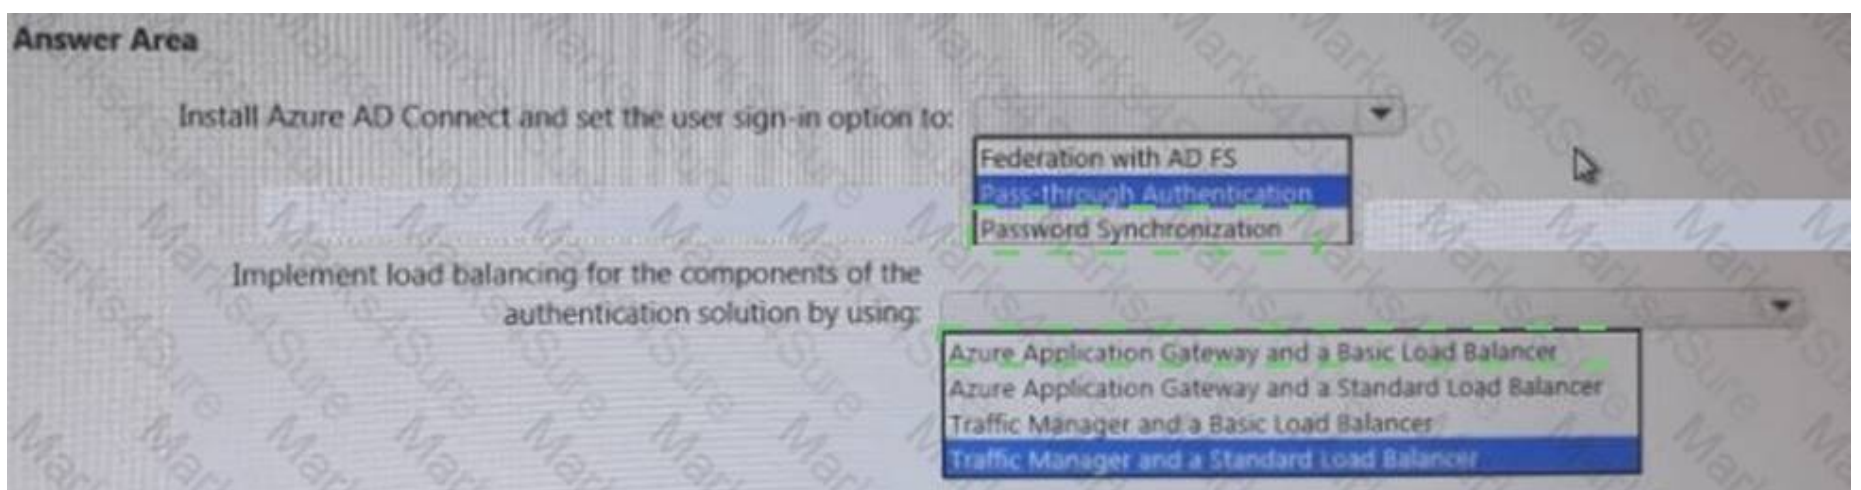 Answer Area
Install Azure AD Connect and set the user sign-in option to:
Federation with AD FS
Pass-through Authentication
Password Synchronization
Implement load balancing for the components of the
authentication solution by using:
Azure Application Gateway and a Basic Load Balancer
Azure Application Gateway and a Standard Load Balancer
Traffic Manager and a Basic Load Balancer
Traffic Manager and a Standard Load Balancer
Marks4Sure